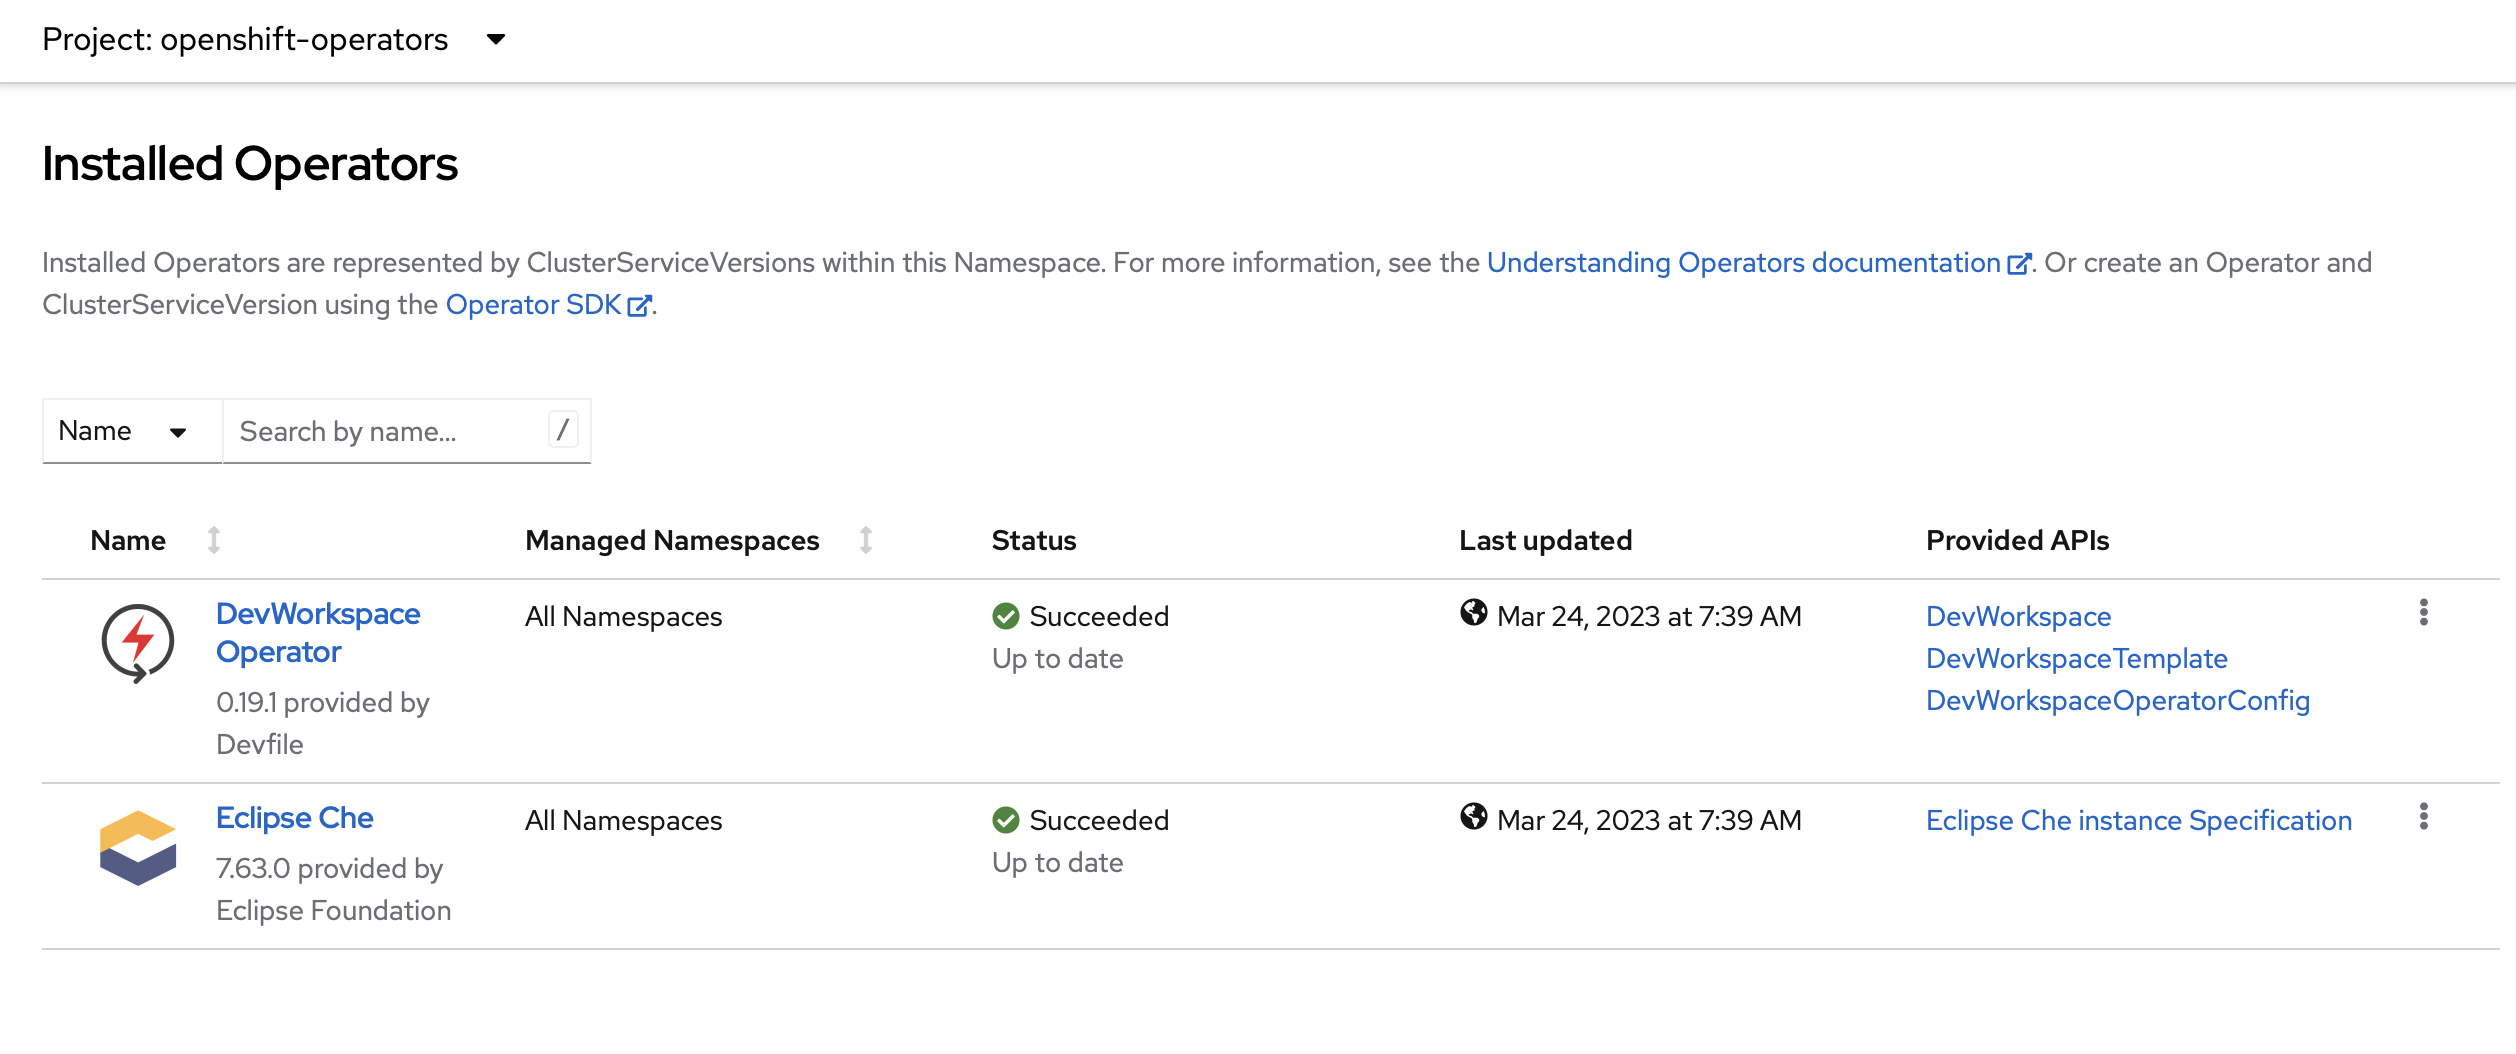 Project: openshift-operators
Installed Operators
Installed Operators are represented by ClusterServiceVersions within this Namespace. For more information, see the Understanding Operators documentation. Or create an Operator and
ClusterServiceVersion using the Operator SDK.
Name Search by name... /
Name Managed Namespaces Status Last updated Provided APIs
DevWorkspace
Operator
0.19.1 provided by
Devfile
All Namespaces
Succeeded
Up to date
Mar 24, 2023 at 7:39 AM
DevWorkspace
DevWorkspaceTemplate
DevWorkspaceOperatorConfig
Eclipse Che
7.63.0 provided by
Eclipse Foundation
All Namespaces
Succeeded
Up to date
Mar 24, 2023 at 7:39 AM
Eclipse Che instance Specification